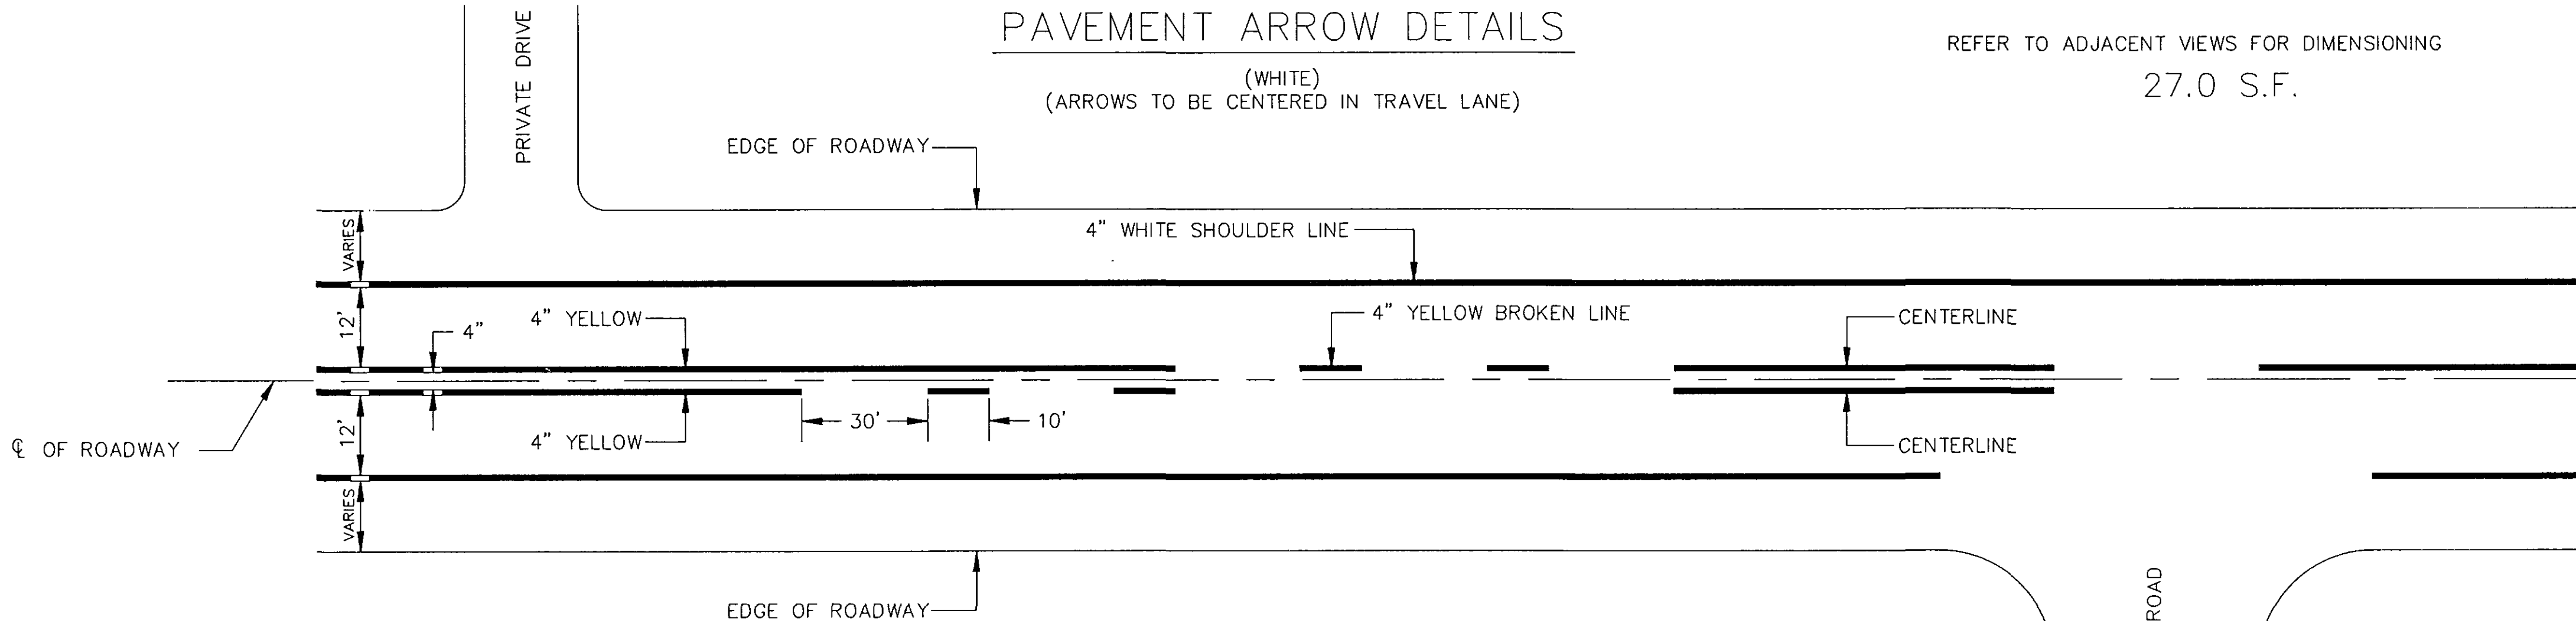 PAVEMENT ARROW DETAILS
(WHITE)
(ARROWS TO BE CENTERED IN TRAVEL LANE)
REFER TO ADJACENT VIEWS FOR DIMENSIONING
27.0 S.F.
PRIVATE DRIVE
EDGE OF ROADWAY
VARIES
4" WHITE SHOULDER LINE
12'
4"
4" YELLOW
4" YELLOW BROKEN LINE
CENTERLINE
℄ OF ROADWAY
12'
4" YELLOW
30'
10'
CENTERLINE
VARIES
EDGE OF ROADWAY
ROAD